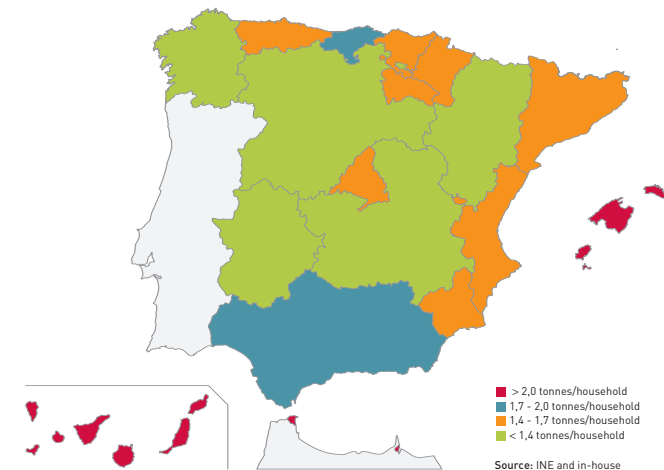 > 2,0 tonnes/household
1,7 - 2,0 tonnes/household
1,4 - 1,7 tonnes/household
< 1,4 tonnes/household
Source: INE and in-house